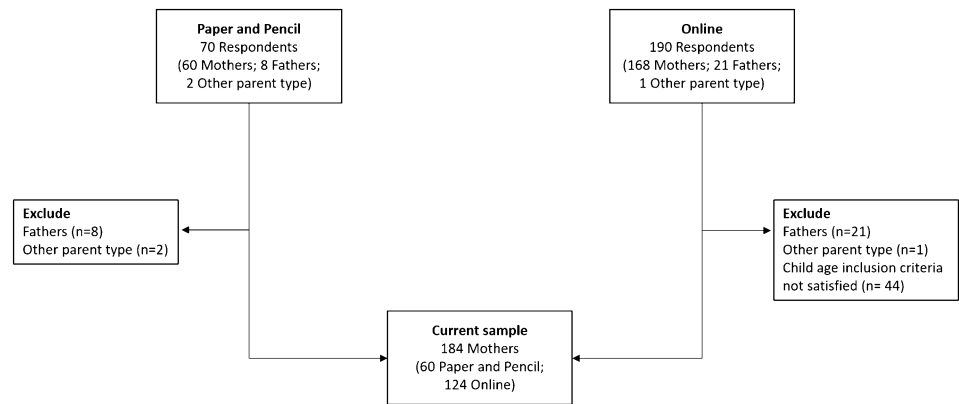 Paper and Pencil
70 Respondents
(60 Mothers; 8 Fathers;
2 Other parent type)
Online
190 Respondents
(168 Mothers; 21 Fathers;
1 Other parent type)
Exclude
Fathers (n=8)
Other parent type (n=2)
Exclude
Fathers (n=21)
Other parent type (n=1)
Child age inclusion criteria
not satisfied (n= 44)
Current sample
184 Mothers
(60 Paper and Pencil;
124 Online)